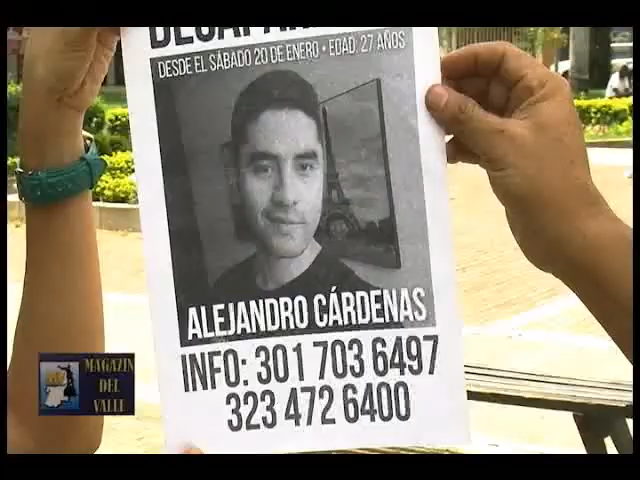 DESDE EL SÁBADO 20 DE ENERO • EDAD. 27 AÑOS
ALEJANDRO CÁRDENAS
INFO: 301 703 6497
323 472 6400
MAGAZIN
DEL
VALLE